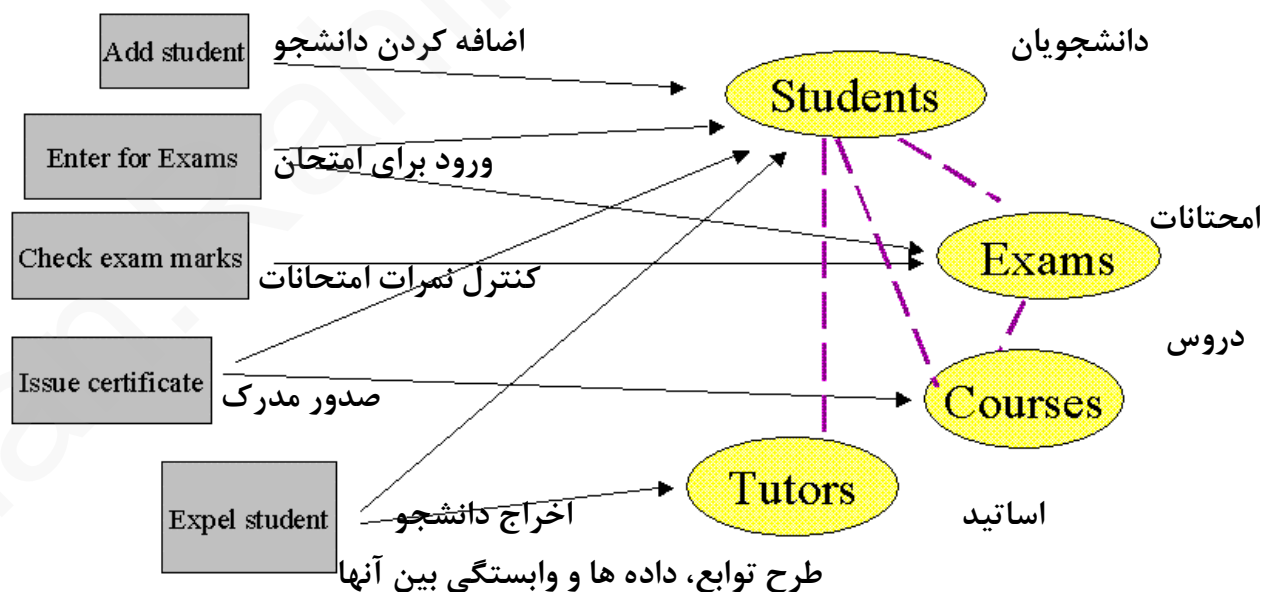 Add student
اضافه کردن دانشجو
دانشجویان
Students
Enter for Exams
ورود برای امتحان
امحتانات
Exams
Check exam marks
کنترل نمرات امتحانات
دروس
Courses
Issue certificate
صدور مدرک
Tutors
اساتید
Expel student
اخراج دانشجو
طرح توابع، داده ها و وابستگی بین آنها